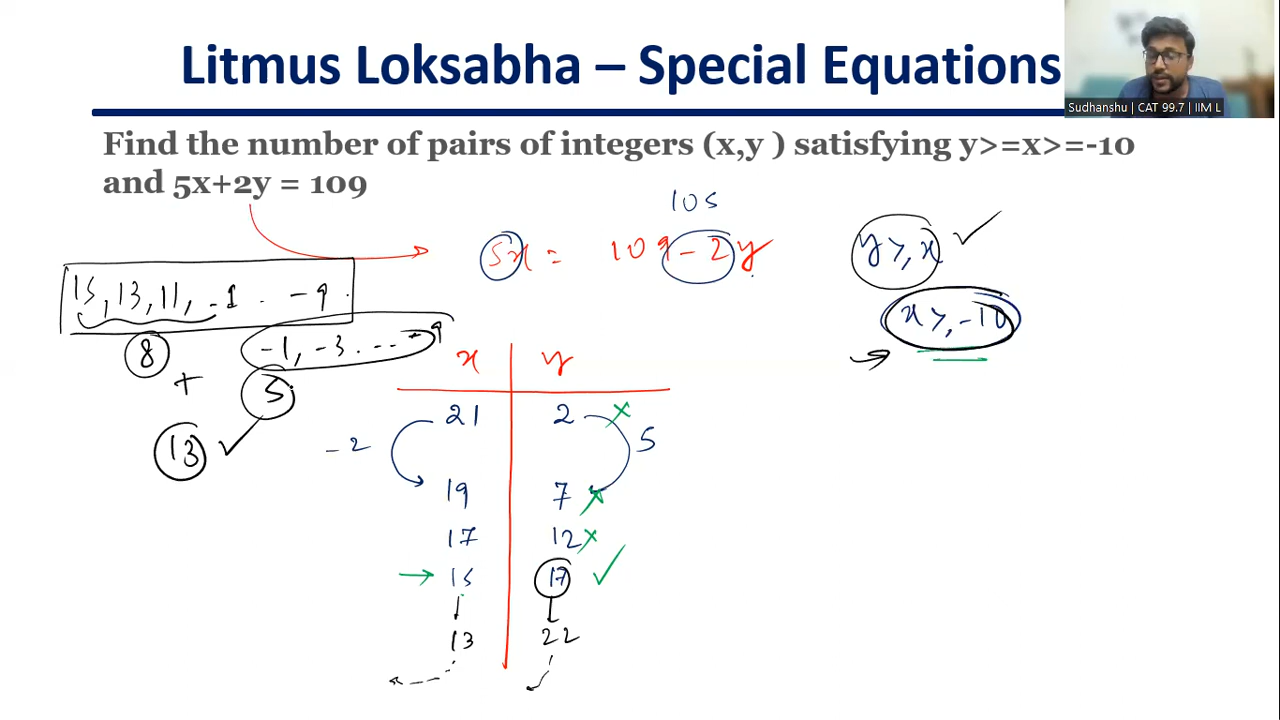 Litmus Loksabha – Special Equations
Sudhanshu | CAT 99.7 | IIM L
Find the number of pairs of integers (x,y ) satisfying y>=x>=-10
and 5x+2y = 109
105
5x = 109 - 2y
y ≥, x ✓
x ≥, -10
15, 13, 11, -1 .. -9.
8
-1, -3 ... -9
+
5
13 ✓
x y
21 2 ×
-2 5
19 7 ×
17 12 ×
→ 15 17 ✓
13 22